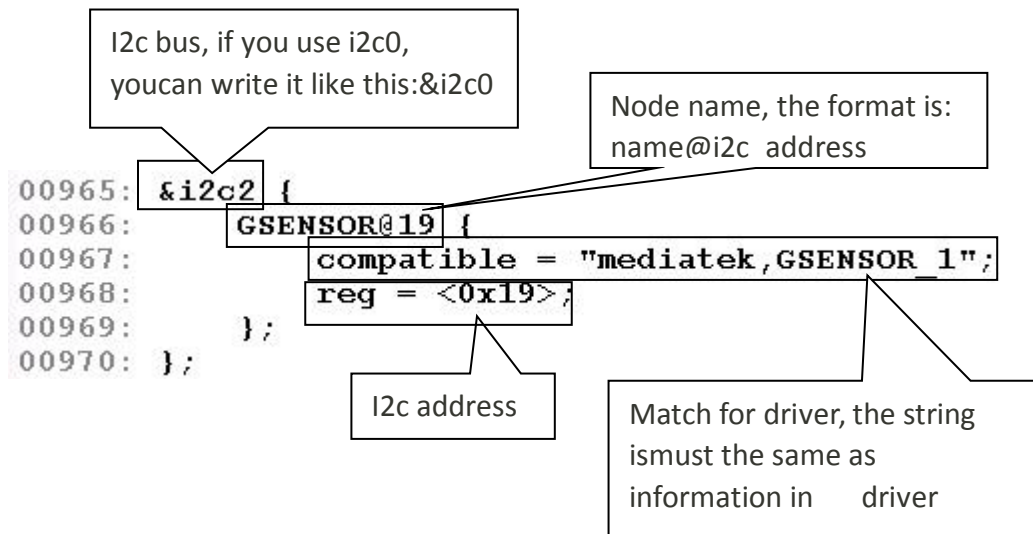 I2c bus, if you use i2c0,
youcan write it like this:&i2c0
Node name, the format is:
name@i2c address
00965: &i2c2 {
00966: GSENSOR@19 {
00967: compatible = "mediatek,GSENSOR_1";
00968: reg = <0x19>;
00969: };
00970: };
I2c address
Match for driver, the string
ismust the same as
information in driver